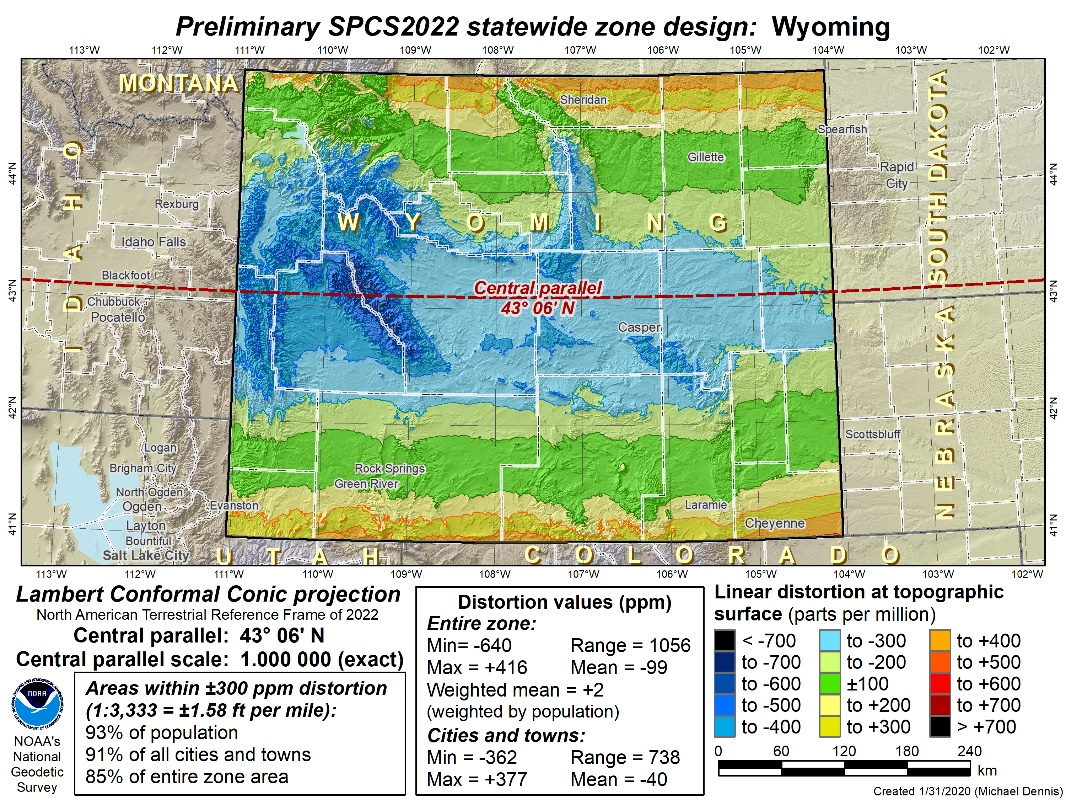 Preliminary SPCS2022 statewide zone design: Wyoming
113°W 112°W 111°W 110°W 109°W 108°W 107°W 106°W 105°W 104°W 103°W 102°W
MONTANA
IDAHO
WYOMING
SOUTH DAKOTA
NEBRASKA
UTAH
COLORADO
44°N
43°N
42°N
41°N
44°N
43°N
42°N
41°N
Sheridan
Spearfish
Gillette
Rapid
City
Rexburg
Idaho Falls
Blackfoot
Chubbuck
Pocatello
Central parallel
43° 06' N
Casper
Scottsbluff
Logan
Brigham City
North Ogden
Ogden
Layton
Bountiful
Salt Lake City
Evanston
Rock Springs
Green River
Laramie
Cheyenne
113°W 112°W 111°W 110°W 109°W 108°W 107°W 106°W 105°W 104°W 103°W 102°W
Lambert Conformal Conic projection
North American Terrestrial Reference Frame of 2022
Central parallel: 43° 06' N
Central parallel scale: 1.000 000 (exact)
NOAA
NOAA's
National
Geodetic
Survey
Areas within ±300 ppm distortion
(1:3,333 = ±1.58 ft per mile):
93% of population
91% of all cities and towns
85% of entire zone area
Distortion values (ppm)
Entire zone:
Min= -640 Range = 1056
Max = +416 Mean = -99
Weighted mean = +2
(weighted by population)
Cities and towns:
Min = -362 Range = 738
Max = +377 Mean = -40
Linear distortion at topographic
surface (parts per million)
< -700 to -300 to +400
to -700 to -200 to +500
to -600 ±100 to +600
to -500 to +200 to +700
to -400 to +300 > +700
0 60 120 180 240
km
Created 1/31/2020 (Michael Dennis)